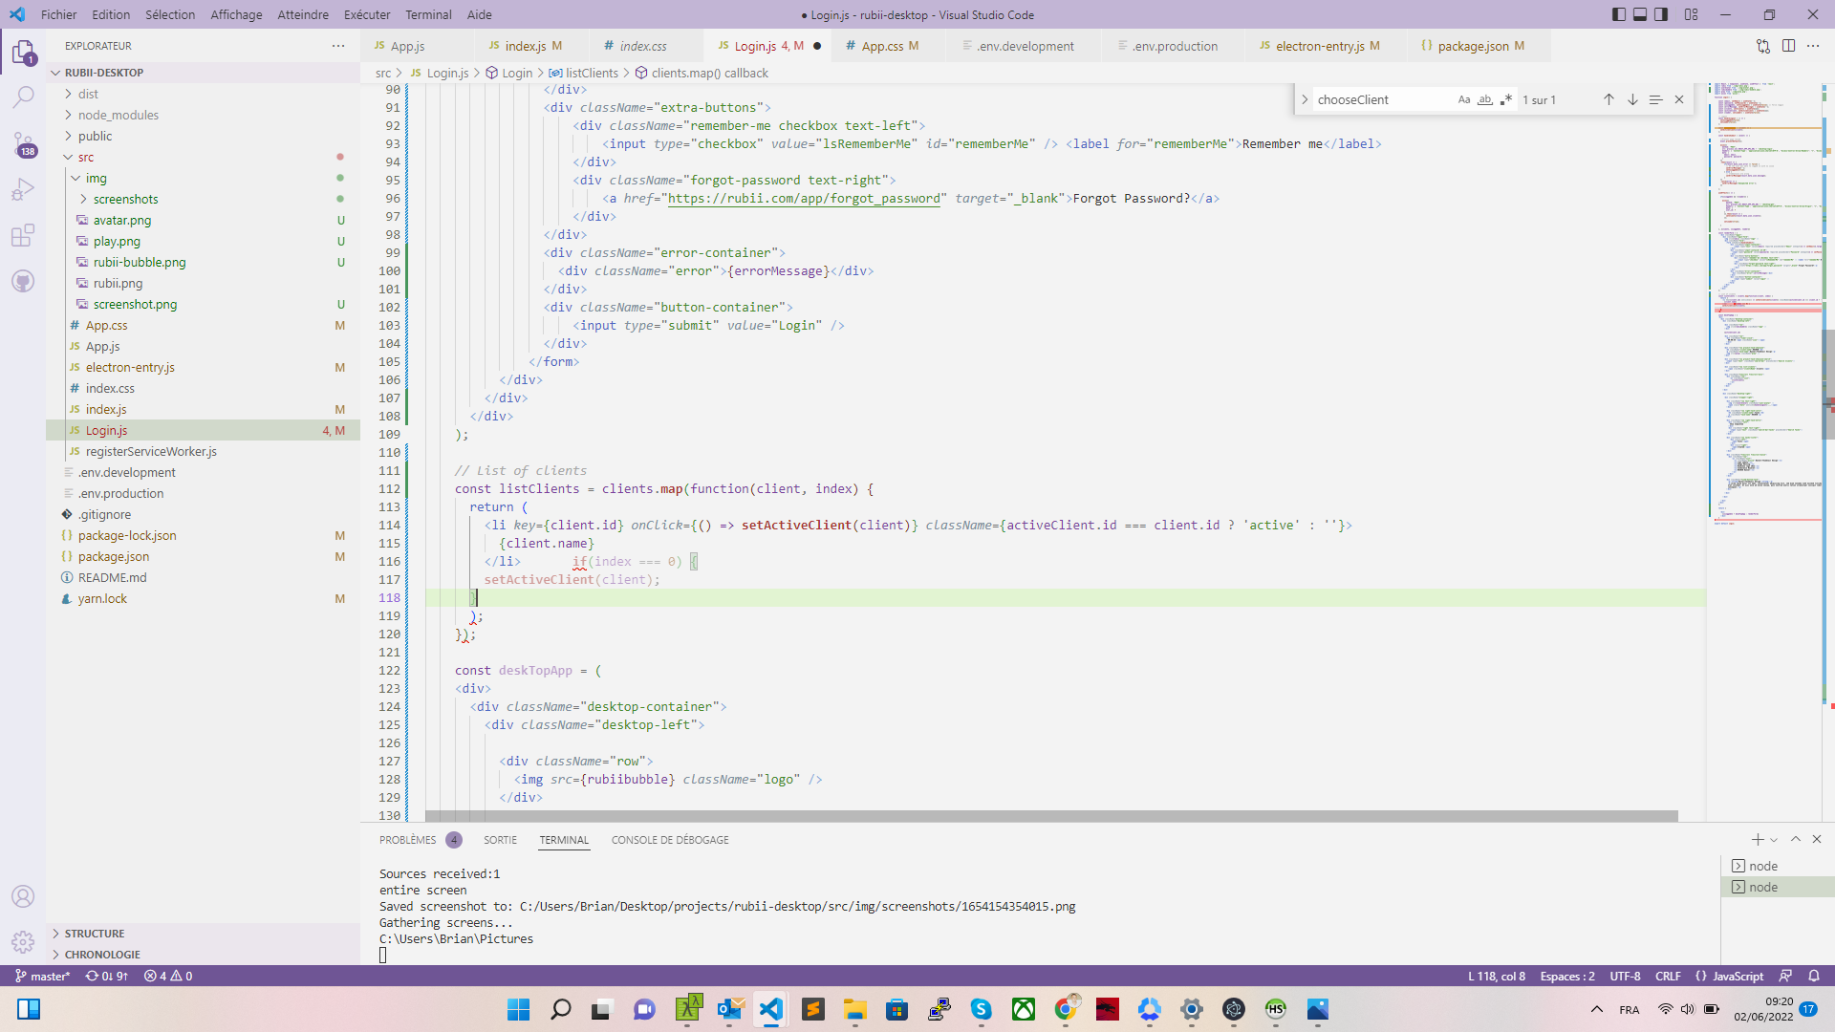 Fichier Edition Sélection Affichage Atteindre Exécuter Terminal Aide
● Login.js - rubii-desktop - Visual Studio Code
EXPLORATEUR
RUBII-DESKTOP
dist
node_modules
public
src
img
screenshots
avatar.png U
play.png U
rubii-bubble.png U
rubii.png
screenshot.png U
# App.css M
JS App.js
JS electron-entry.js M
# index.css
JS index.js M
JS Login.js 4, M
JS registerServiceWorker.js
.env.development
.env.production
.gitignore
{} package-lock.json M
{} package.json M
README.md
yarn.lock M
STRUCTURE
CHRONOLOGIE
1
138
JS App.js JS index.js M # index.css JS Login.js 4, M ● # App.css M .env.development .env.production JS electron-entry.js M {} package.json M
src > JS Login.js > Login > listClients > clients.map() callback
chooseClient Aa ab .* 1 sur 1
90 </div>
91 <div className="extra-buttons">
92 <div className="remember-me checkbox text-left">
93 <input type="checkbox" value="lsRememberMe" id="rememberMe" /> <label for="rememberMe">Remember me</label>
94 </div>
95 <div className="forgot-password text-right">
96 <a href="https://rubii.com/app/forgot_password" target="_blank">Forgot Password?</a>
97 </div>
98 </div>
99 <div className="error-container">
100 <div className="error">{errorMessage}</div>
101 </div>
102 <div className="button-container">
103 <input type="submit" value="Login" />
104 </div>
105 </form>
106 </div>
107 </div>
108 </div>
109 );
110
111 // List of clients
112 const listClients = clients.map(function(client, index) {
113 return (
114 <li key={client.id} onClick={() => setActiveClient(client)} className={activeClient.id === client.id ? 'active' : ''}>
115 {client.name}
116 </li> if(index === 0) {
117 setActiveClient(client);
118 }
119 );
120 });
121
122 const deskTopApp = (
123 <div>
124 <div className="desktop-container">
125 <div className="desktop-left">
126
127 <div className="row">
128 <img src={rubiibubble} className="logo" />
129 </div>
130
PROBLÈMES 4 SORTIE TERMINAL CONSOLE DE DÉBOGAGE
Sources received:1
entire screen
Saved screenshot to: C:/Users/Brian/Desktop/projects/rubii-desktop/src/img/screenshots/1654154354015.png
Gathering screens...
C:\Users\Brian\Pictures
node
node
master* 0↓ 9↑ 4 0
L 118, col 8 Espaces : 2 UTF-8 CRLF {} JavaScript
FRA
09:20
02/06/2022
17